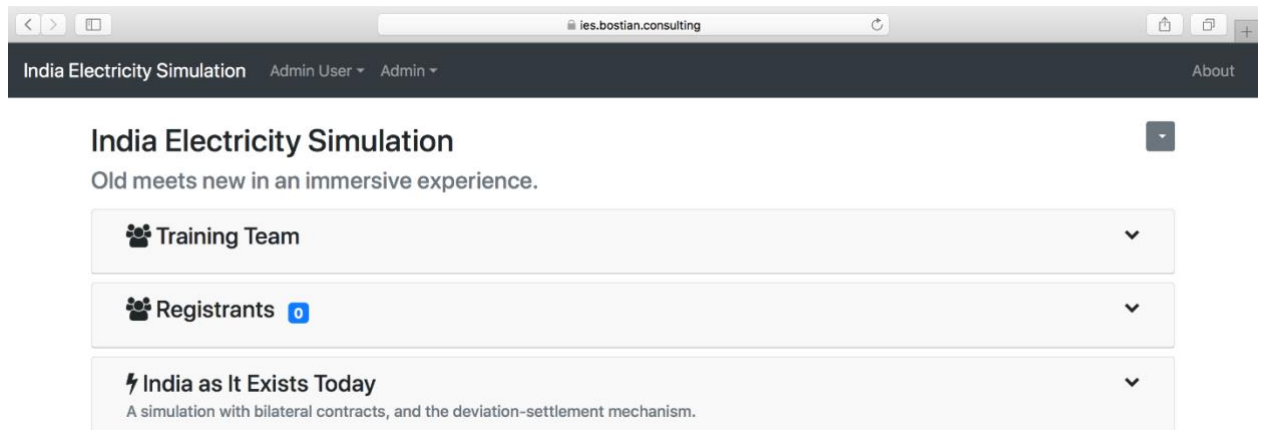 ies.bostian.consulting
India Electricity Simulation Admin User Admin About
India Electricity Simulation
Old meets new in an immersive experience.
Training Team
Registrants 0
India as It Exists Today
A simulation with bilateral contracts, and the deviation-settlement mechanism.